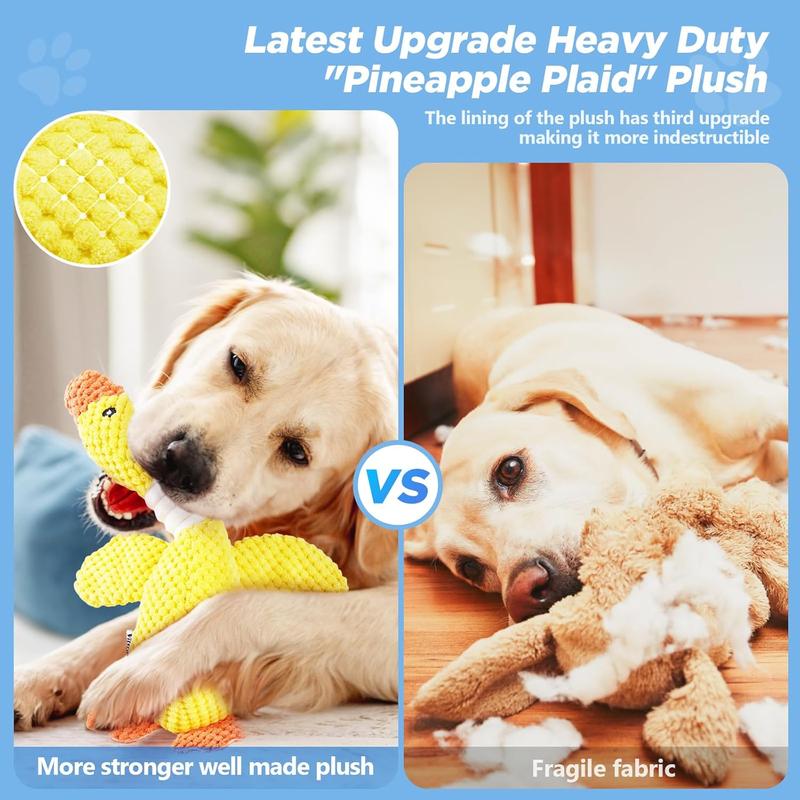 Latest Upgrade Heavy Duty
"Pineapple Plaid" Plush
The lining of the plush has third upgrade
making it more indestructible
VS
More stronger well made plush
Fragile fabric